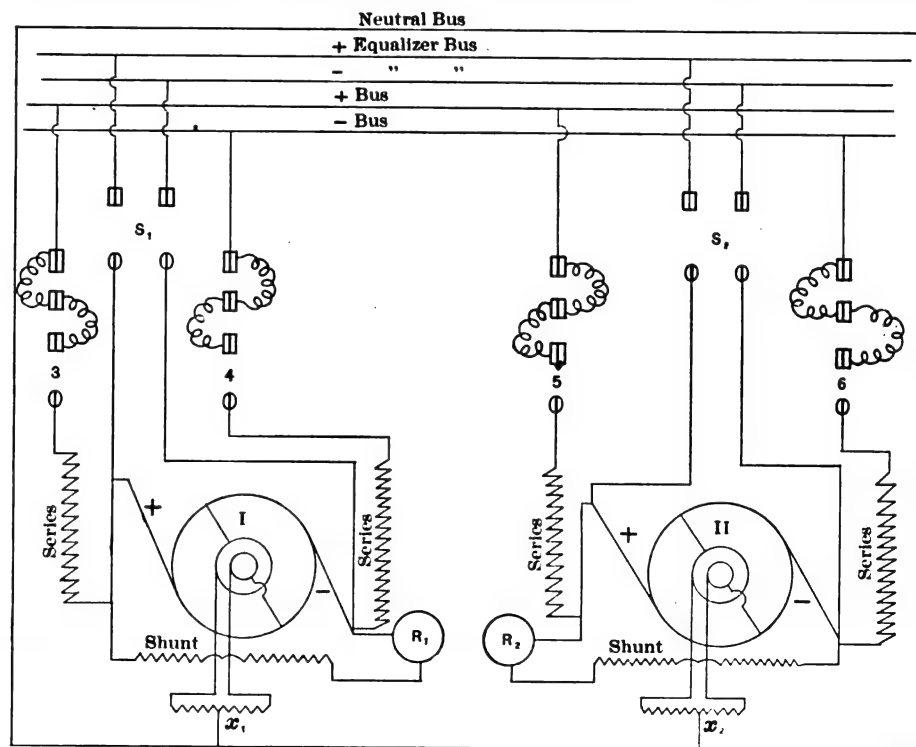 Neutral Bus
+ Equalizer Bus
- " "
+ Bus
- Bus
S₁
S₂
3
4
5
6
Series
+
I
-
Series
Series
+
II
-
Series
R₁
R₂
Shunt
Shunt
x₁
x₂